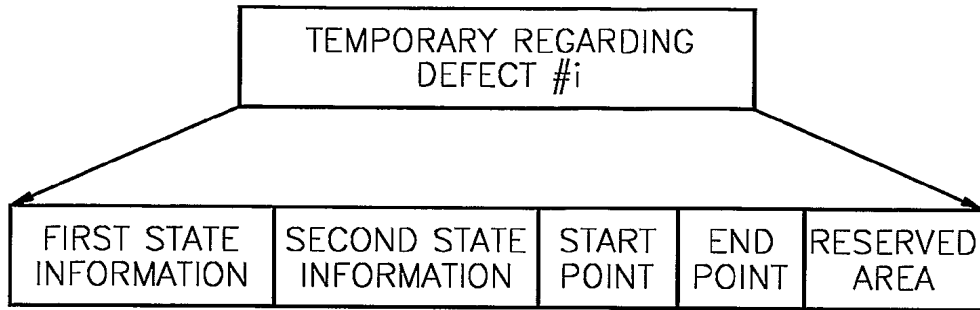 TEMPORARY REGARDING
DEFECT #i
FIRST STATE
INFORMATION
SECOND STATE
INFORMATION
START
POINT
END
POINT
RESERVED
AREA